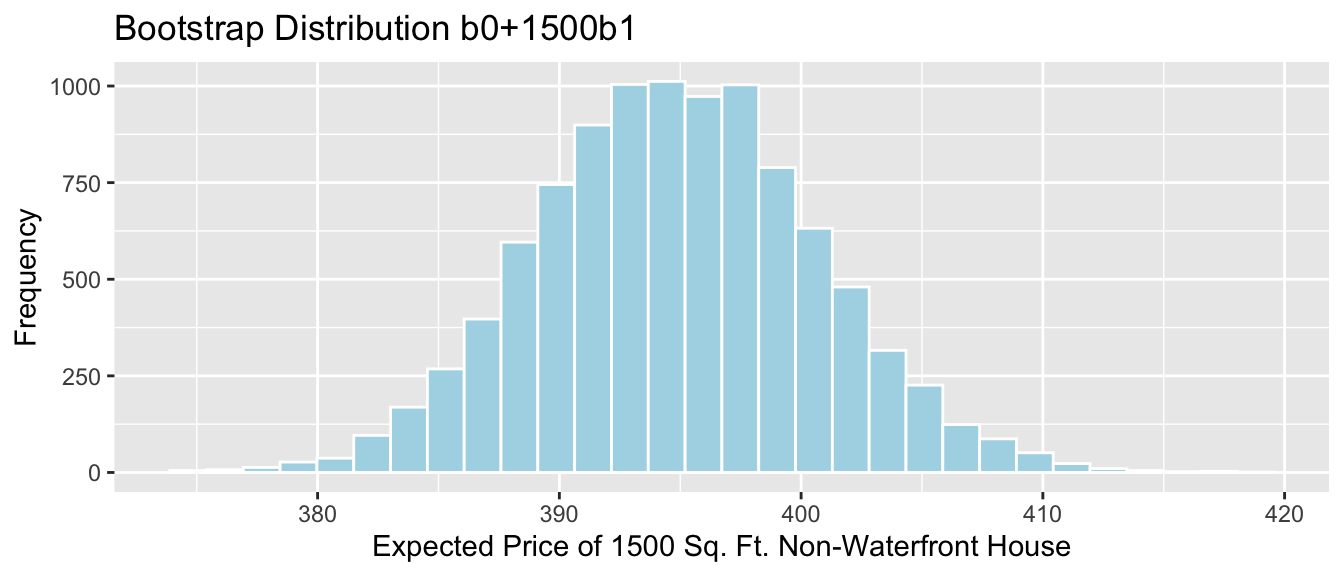 Bootstrap Distribution b0+1500b1
Frequency
1000
750
500
250
0
380 390 400 410 420
Expected Price of 1500 Sq. Ft. Non-Waterfront House